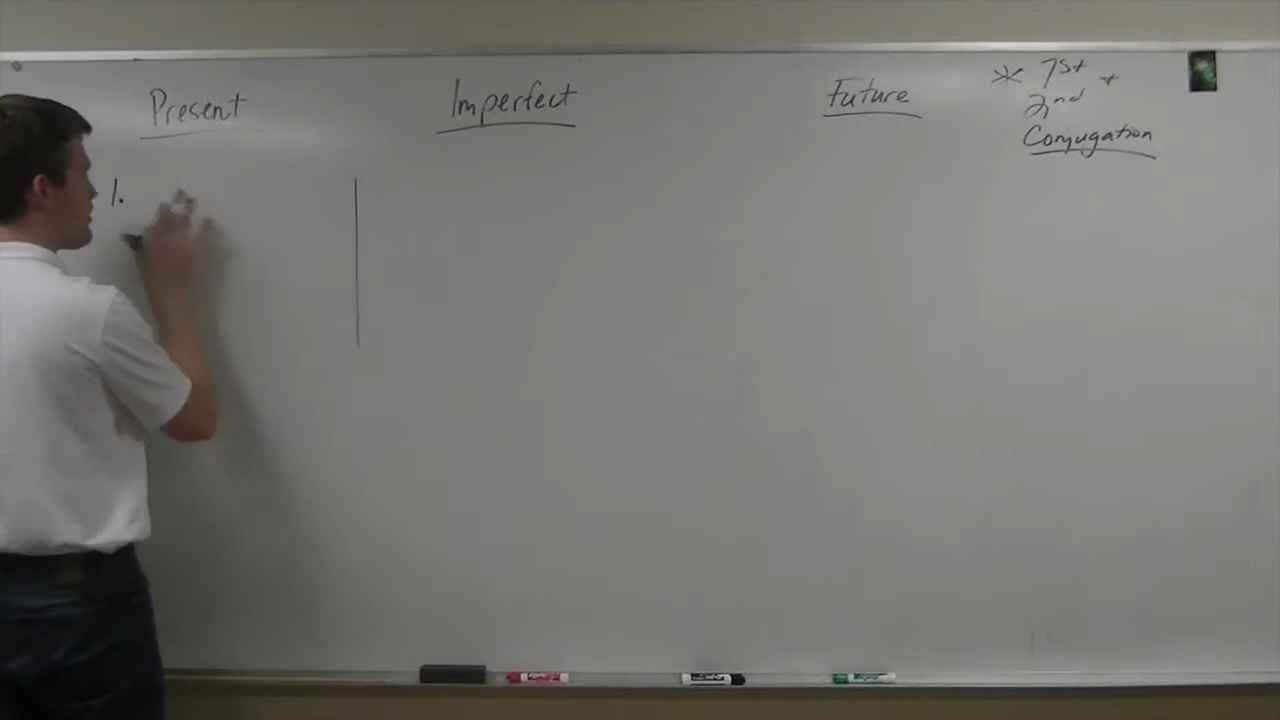 Present
Imperfect
Future
* 1st +
2nd
Conjugation
1.